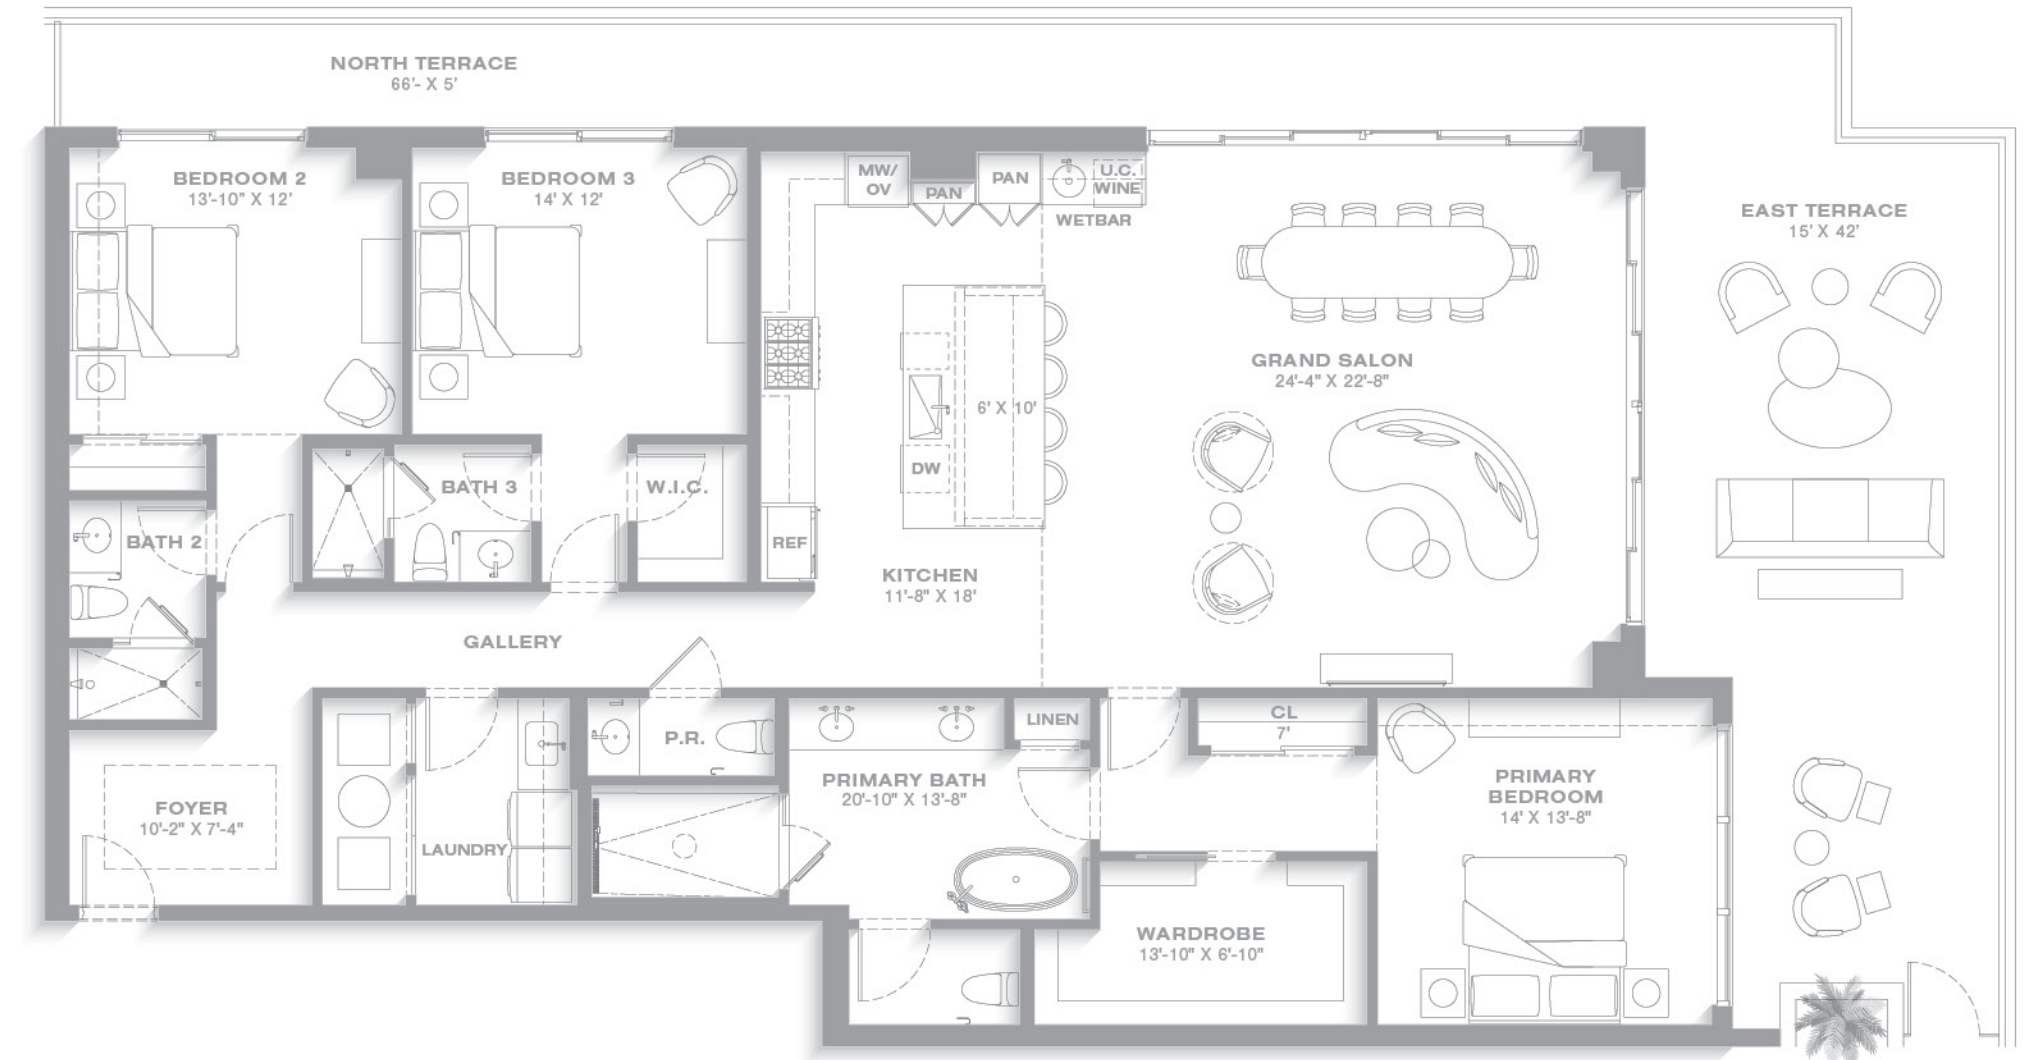 NORTH TERRACE
66'- X 5'
BEDROOM 2
13'-10" X 12'
BEDROOM 3
14' X 12'
MW/
OV
PAN
PAN
U.C.
WINE
WETBAR
EAST TERRACE
15' X 42'
GRAND SALON
24'-4" X 22'-8"
6' X 10'
DW
BATH 3
W.I.C.
BATH 2
REF
KITCHEN
11'-8" X 18'
GALLERY
LINEN
CL
7'
P.R.
PRIMARY BATH
20'-10" X 13'-8"
PRIMARY
BEDROOM
14' X 13'-8"
FOYER
10'-2" X 7'-4"
LAUNDRY
WARDROBE
13'-10" X 6'-10"